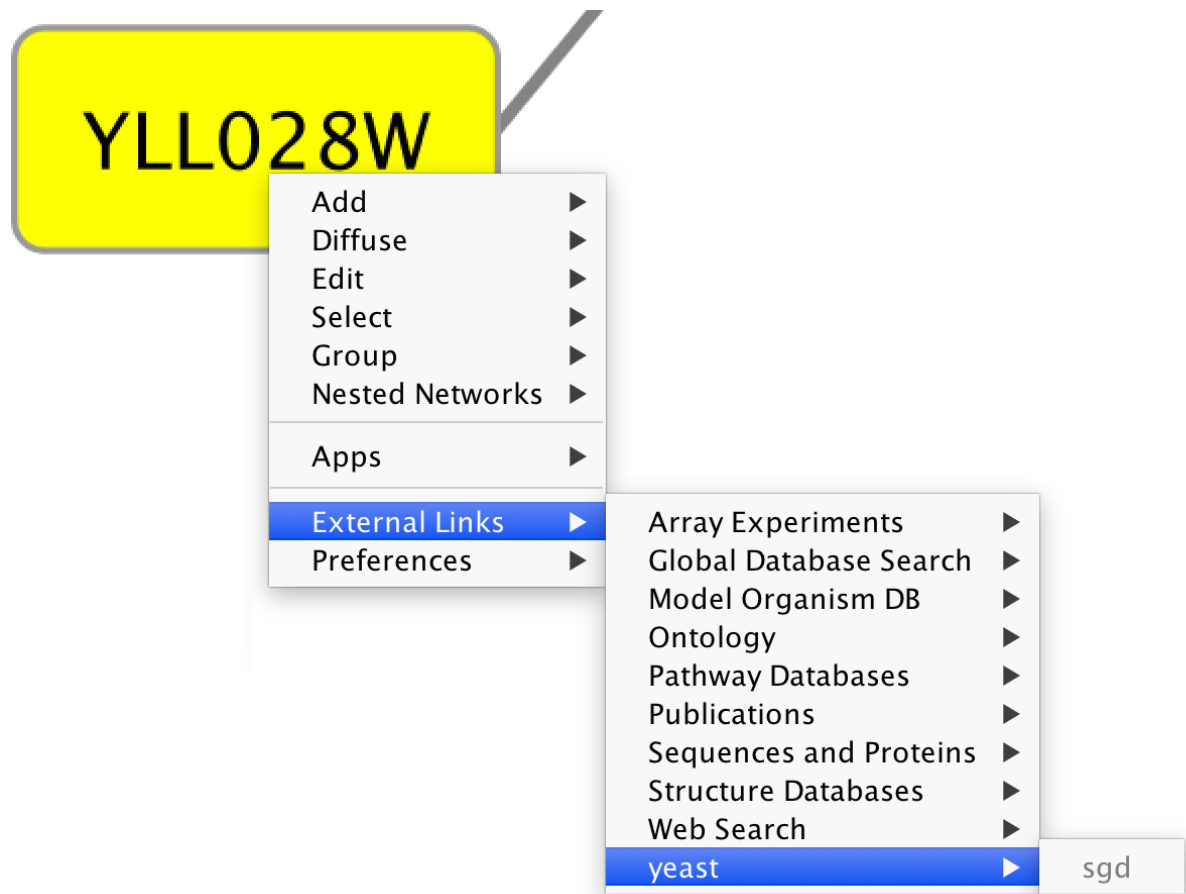 YLL028W
Add
Diffuse
Edit
Select
Group
Nested Networks
Apps
External Links
Preferences
Array Experiments
Global Database Search
Model Organism DB
Ontology
Pathway Databases
Publications
Sequences and Proteins
Structure Databases
Web Search
yeast
sgd